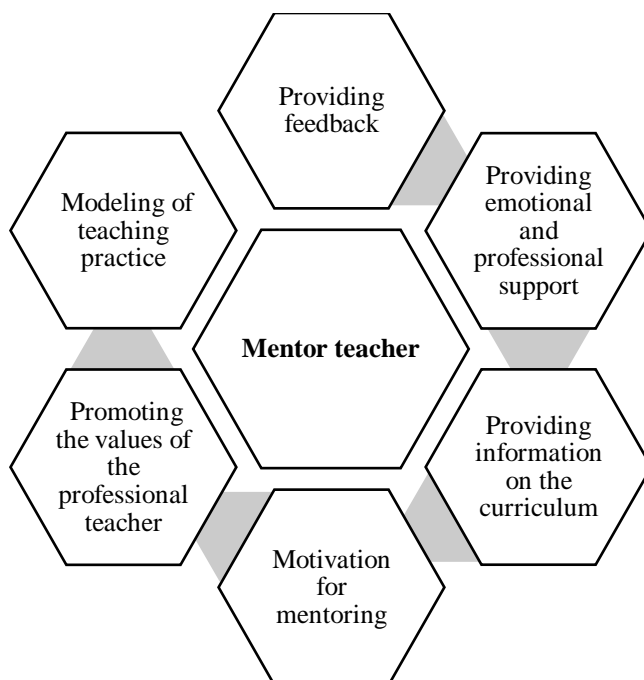 Providing
feedback
Providing
emotional
and
professional
support
Providing
information
on the
curriculum
Motivation
for
mentoring
Promoting
the values of
the
professional
teacher
Modeling of
teaching
practice
Mentor teacher